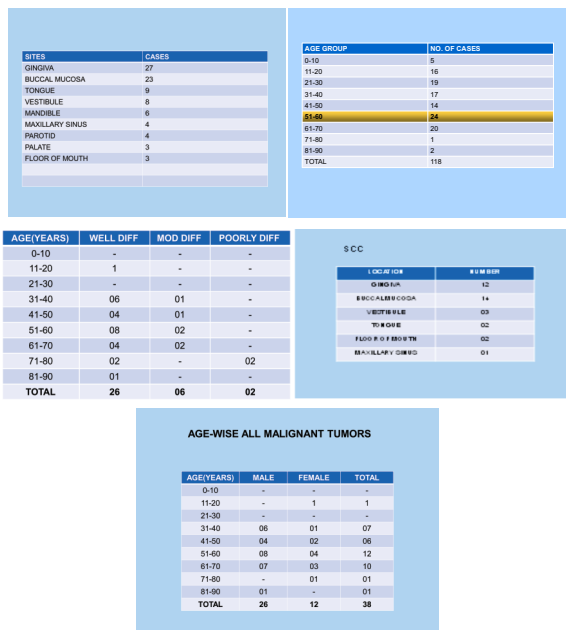 SITES CASES
GINGIVA 27
BUCCAL MUCOSA 23
TONGUE 9
VESTIBULE 8
MANDIBLE 6
MAXILLARY SINUS 4
PAROTID 4
PALATE 3
FLOOR OF MOUTH 3
AGE GROUP NO. OF CASES
0-10 5
11-20 16
21-30 19
31-40 17
41-50 14
51-60 24
61-70 20
71-80 1
81-90 2
TOTAL 118
AGE(YEARS) WELL DIFF MOD DIFF POORLY DIFF
0-10 - - -
11-20 1 - -
21-30 - - -
31-40 06 01 -
41-50 04 01 -
51-60 08 02 -
61-70 04 02 -
71-80 02 - 02
81-90 01 - -
TOTAL 26 06 02
SCC
LOCATION NUMBER
GINGIVA 12
BUCCAL MUCOSA
VESTIBULE 03
TONGUE 02
FLOOR OF MOUTH 02
MAXILLARY SINUS 01
AGE-WISE ALL MALIGNANT TUMORS
AGE(YEARS) MALE FEMALE TOTAL
0-10 - - -
11-20 - 1 1
21-30 - - -
31-40 06 01 07
41-50 04 02 06
51-60 08 04 12
61-70 07 03 10
71-80 - 01 01
81-90 01 - 01
TOTAL 26 12 38